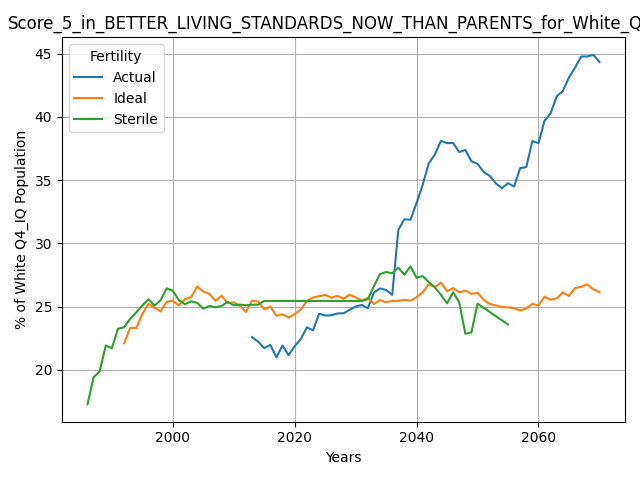 Score_5_in_BETTER_LIVING_STANDARDS_NOW_THAN_PARENTS_for_White_Q
Fertility
Actual
Ideal
Sterile
45
40
35
30
25
20
% of White Q4_IQ Population
2000
2020
2040
2060
Years